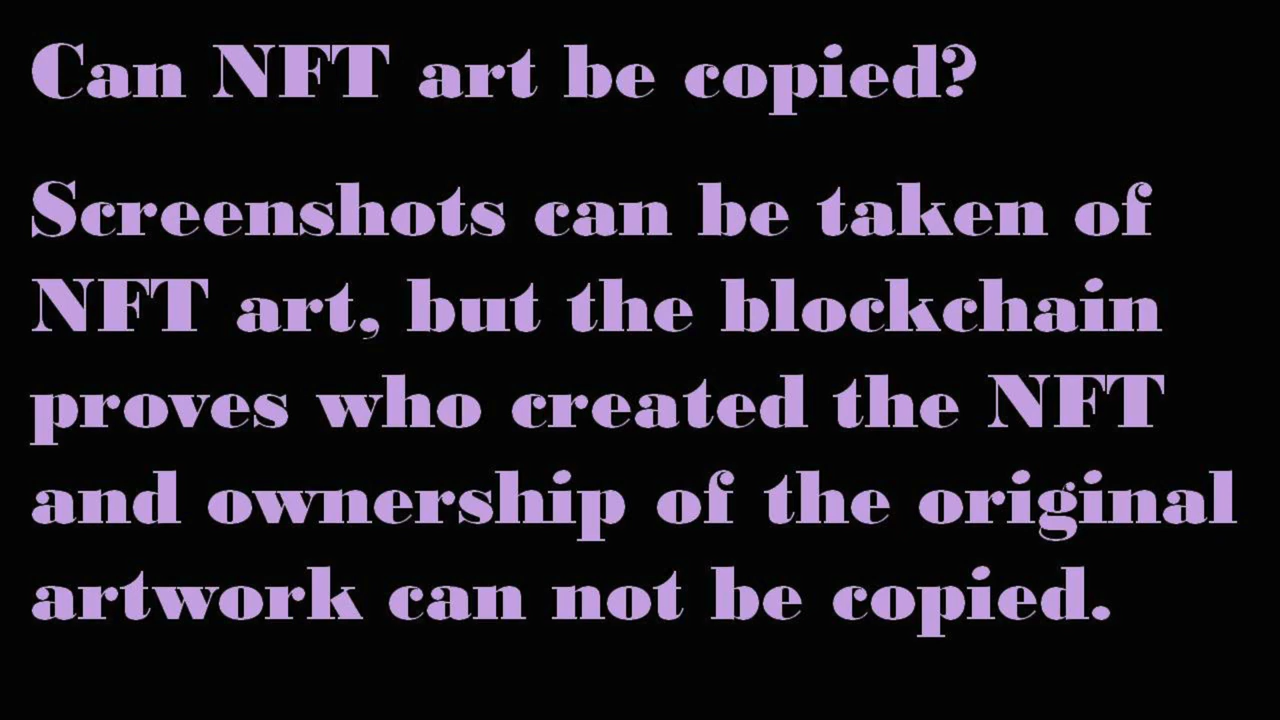 Can NFT art be copied?
Screenshots can be taken of
NFT art, but the blockchain
proves who created the NFT
and ownership of the original
artwork can not be copied.